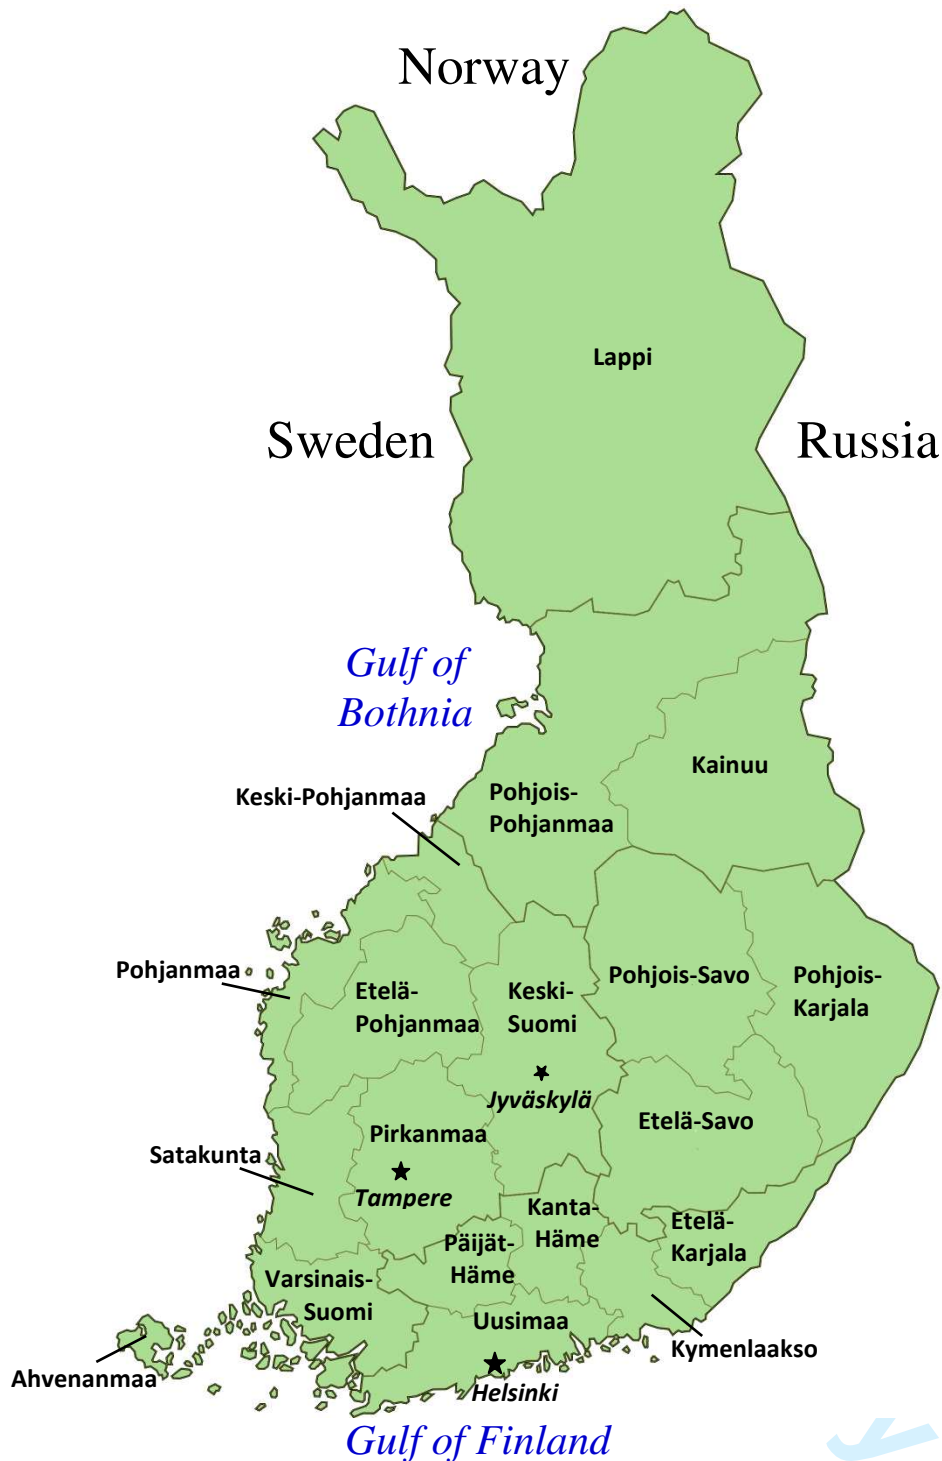 Norway
Lappi
Sweden
Russia
Gulf of
Bothnia
Kainuu
Keski-Pohjanmaa
Pohjois-
Pohjanmaa
Pohjanmaa
Etelä-
Pohjanmaa
Keski-
Suomi
Pohjois-Savo
Pohjois-
Karjala
Jyväskylä
Etelä-Savo
Pirkanmaa
Satakunta
Tampere
Kanta-
Häme
Etelä-
Karjala
Päijät-
Häme
Varsinais-
Suomi
Uusimaa
Kymenlaakso
Ahvenanmaa
Helsinki
Gulf of Finland